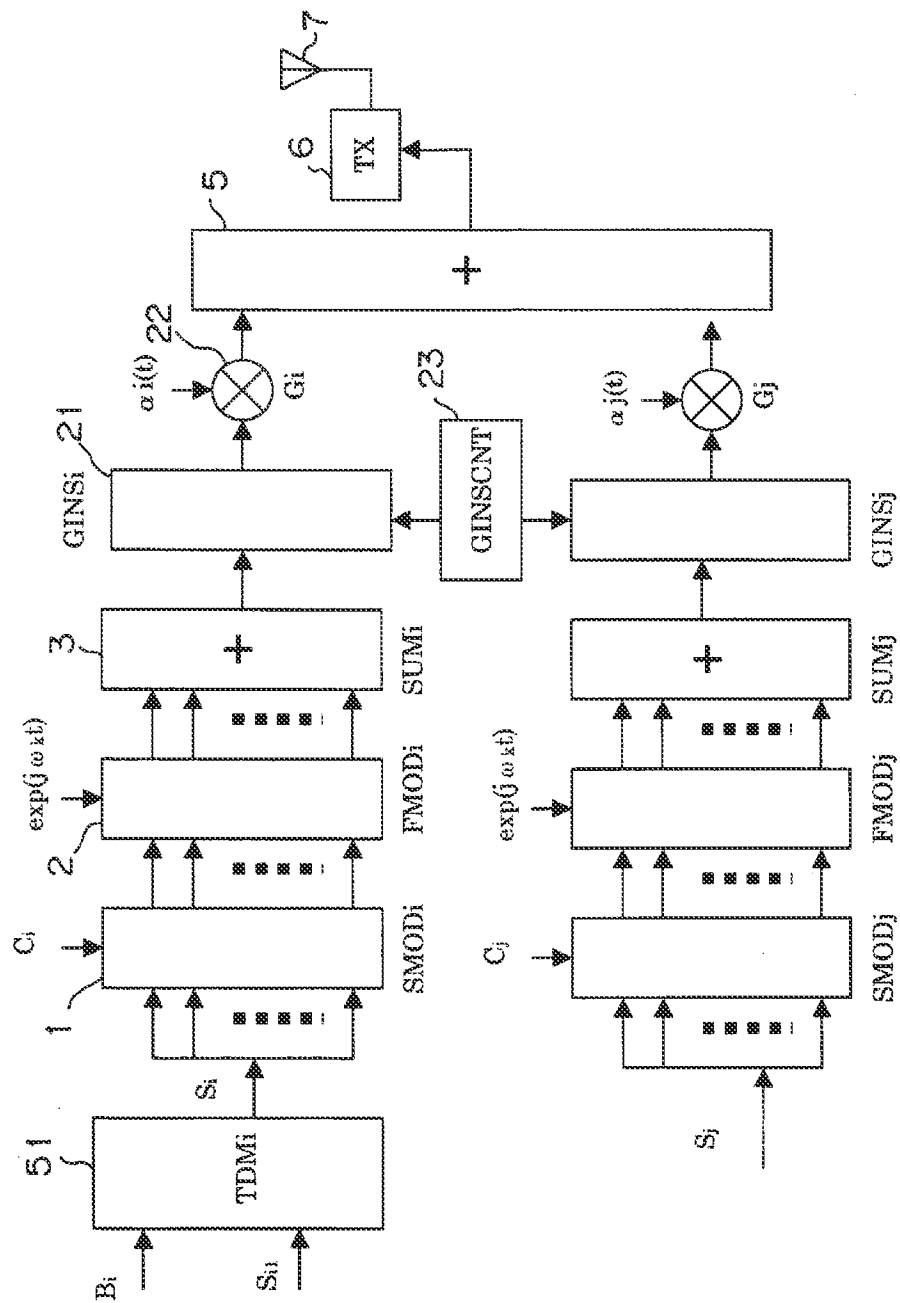 Bi
Si1
51
TDMi
Si
1
Ci
SMODi
2
exp(jωkt)
FMODi
3
+
SUMi
GINSi
21
αi(t)
22
Gi
5
+
6
TX
7
23
GINSCNT
Sj
Cj
SMODj
exp(jωkt)
FMODj
+
SUMj
GINSj
αj(t)
Gj